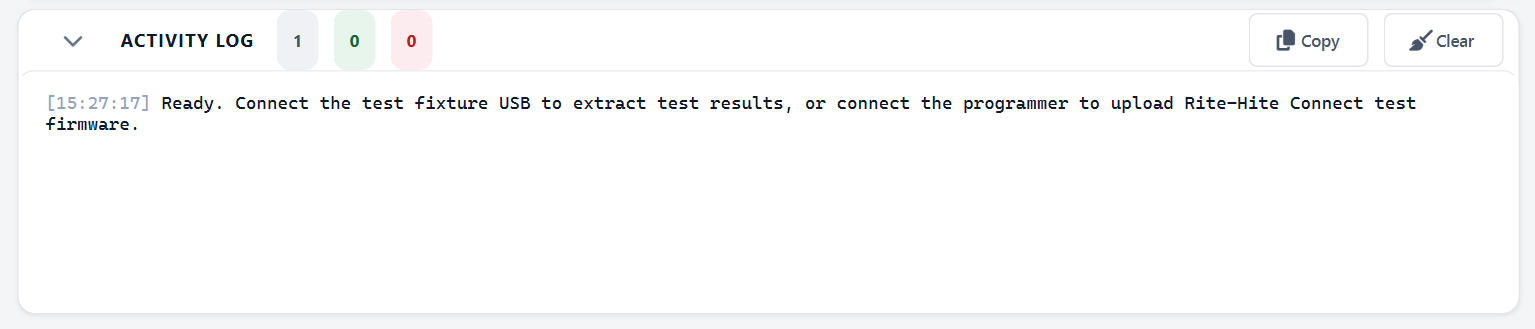 ACTIVITY LOG 1 0 0 Copy Clear
[15:27:17] Ready. Connect the test fixture USB to extract test results, or connect the programmer to upload Rite-Hite Connect test
firmware.